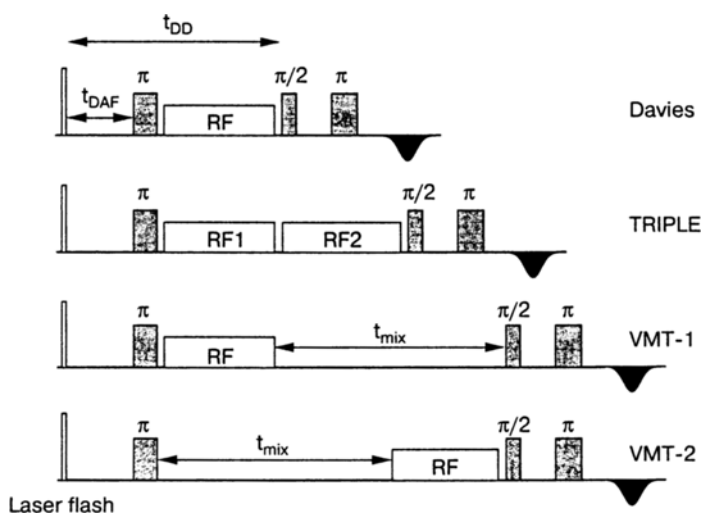 t_DD
t_DAF π RF π/2 π Davies
π RF1 RF2 π/2 π TRIPLE
π RF t_mix π/2 π VMT-1
π t_mix RF π/2 π VMT-2
Laser flash